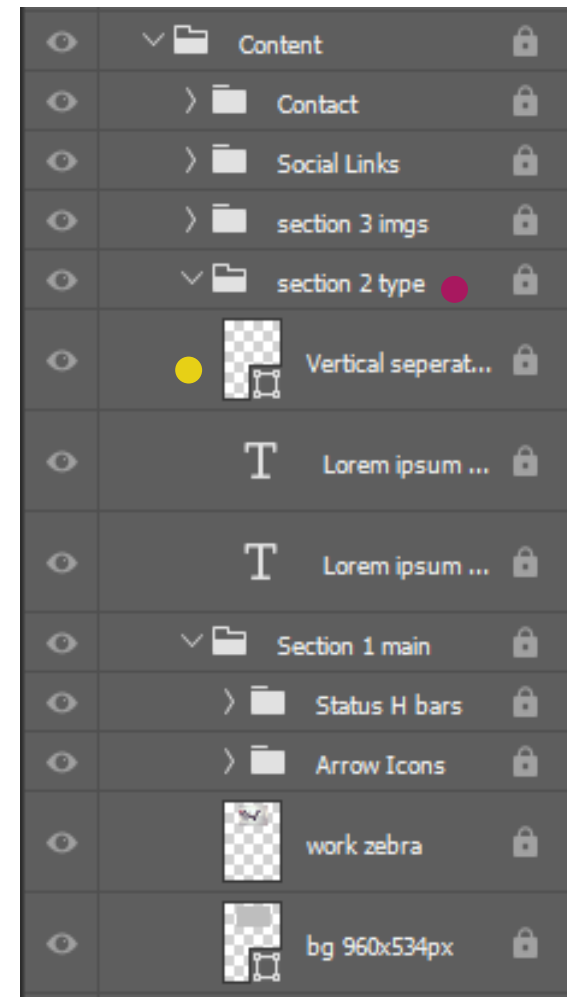 Content
Contact
Social Links
section 3 imgs
section 2 type
Vertical seperat...
Lorem ipsum ...
Lorem ipsum ...
Section 1 main
Status H bars
Arrow Icons
work zebra
bg 960x534px